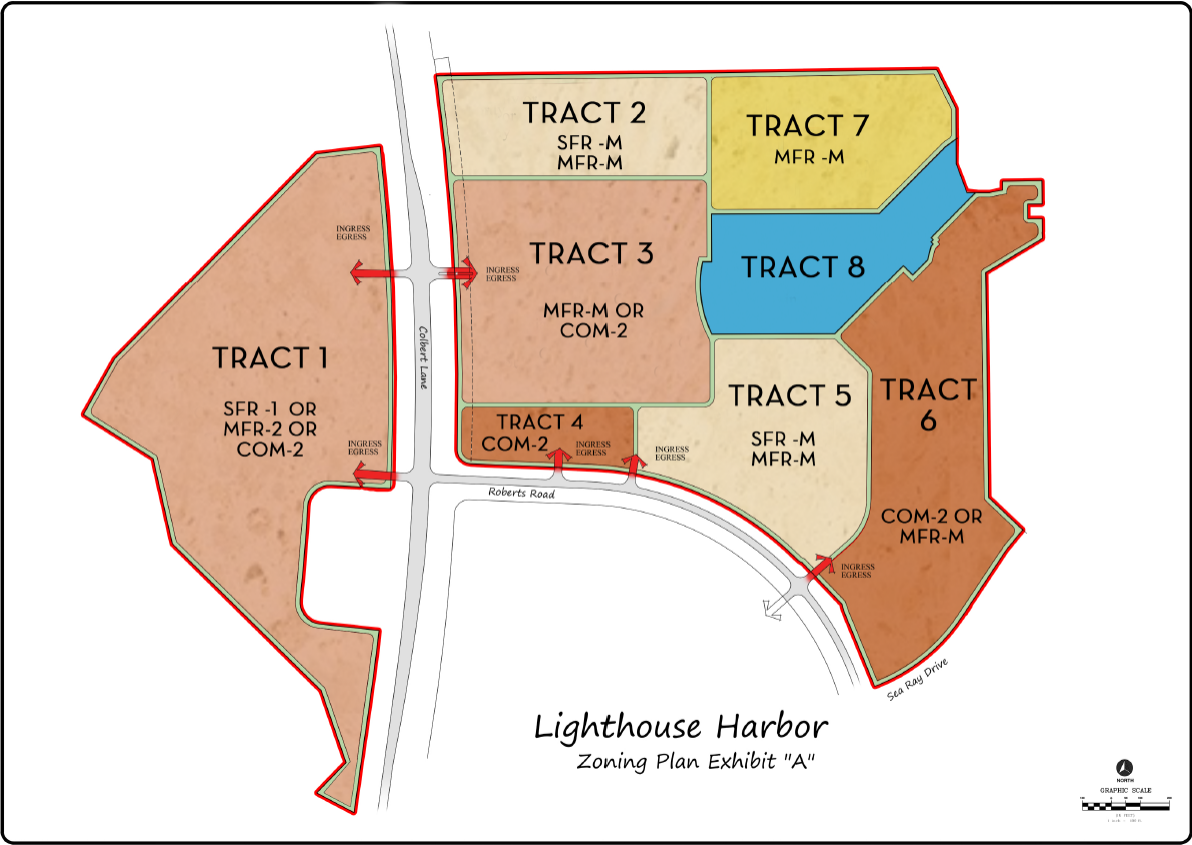 TRACT 2
SFR -M
MFR-M
TRACT 7
MFR -M
INGRESS
EGRESS
TRACT 3
MFR-M OR
COM-2
INGRESS
EGRESS
TRACT 8
Colbert Lane
TRACT 1
SFR -1 OR
MFR-2 OR
COM-2
INGRESS
EGRESS
TRACT 4
COM-2
INGRESS
EGRESS
TRACT 5
SFR -M
MFR-M
INGRESS
EGRESS
TRACT
6
COM-2 OR
MFR-M
Roberts Road
INGRESS
EGRESS
Sea Ray Drive
Lighthouse Harbor
Zoning Plan Exhibit "A"
NORTH
GRAPHIC SCALE